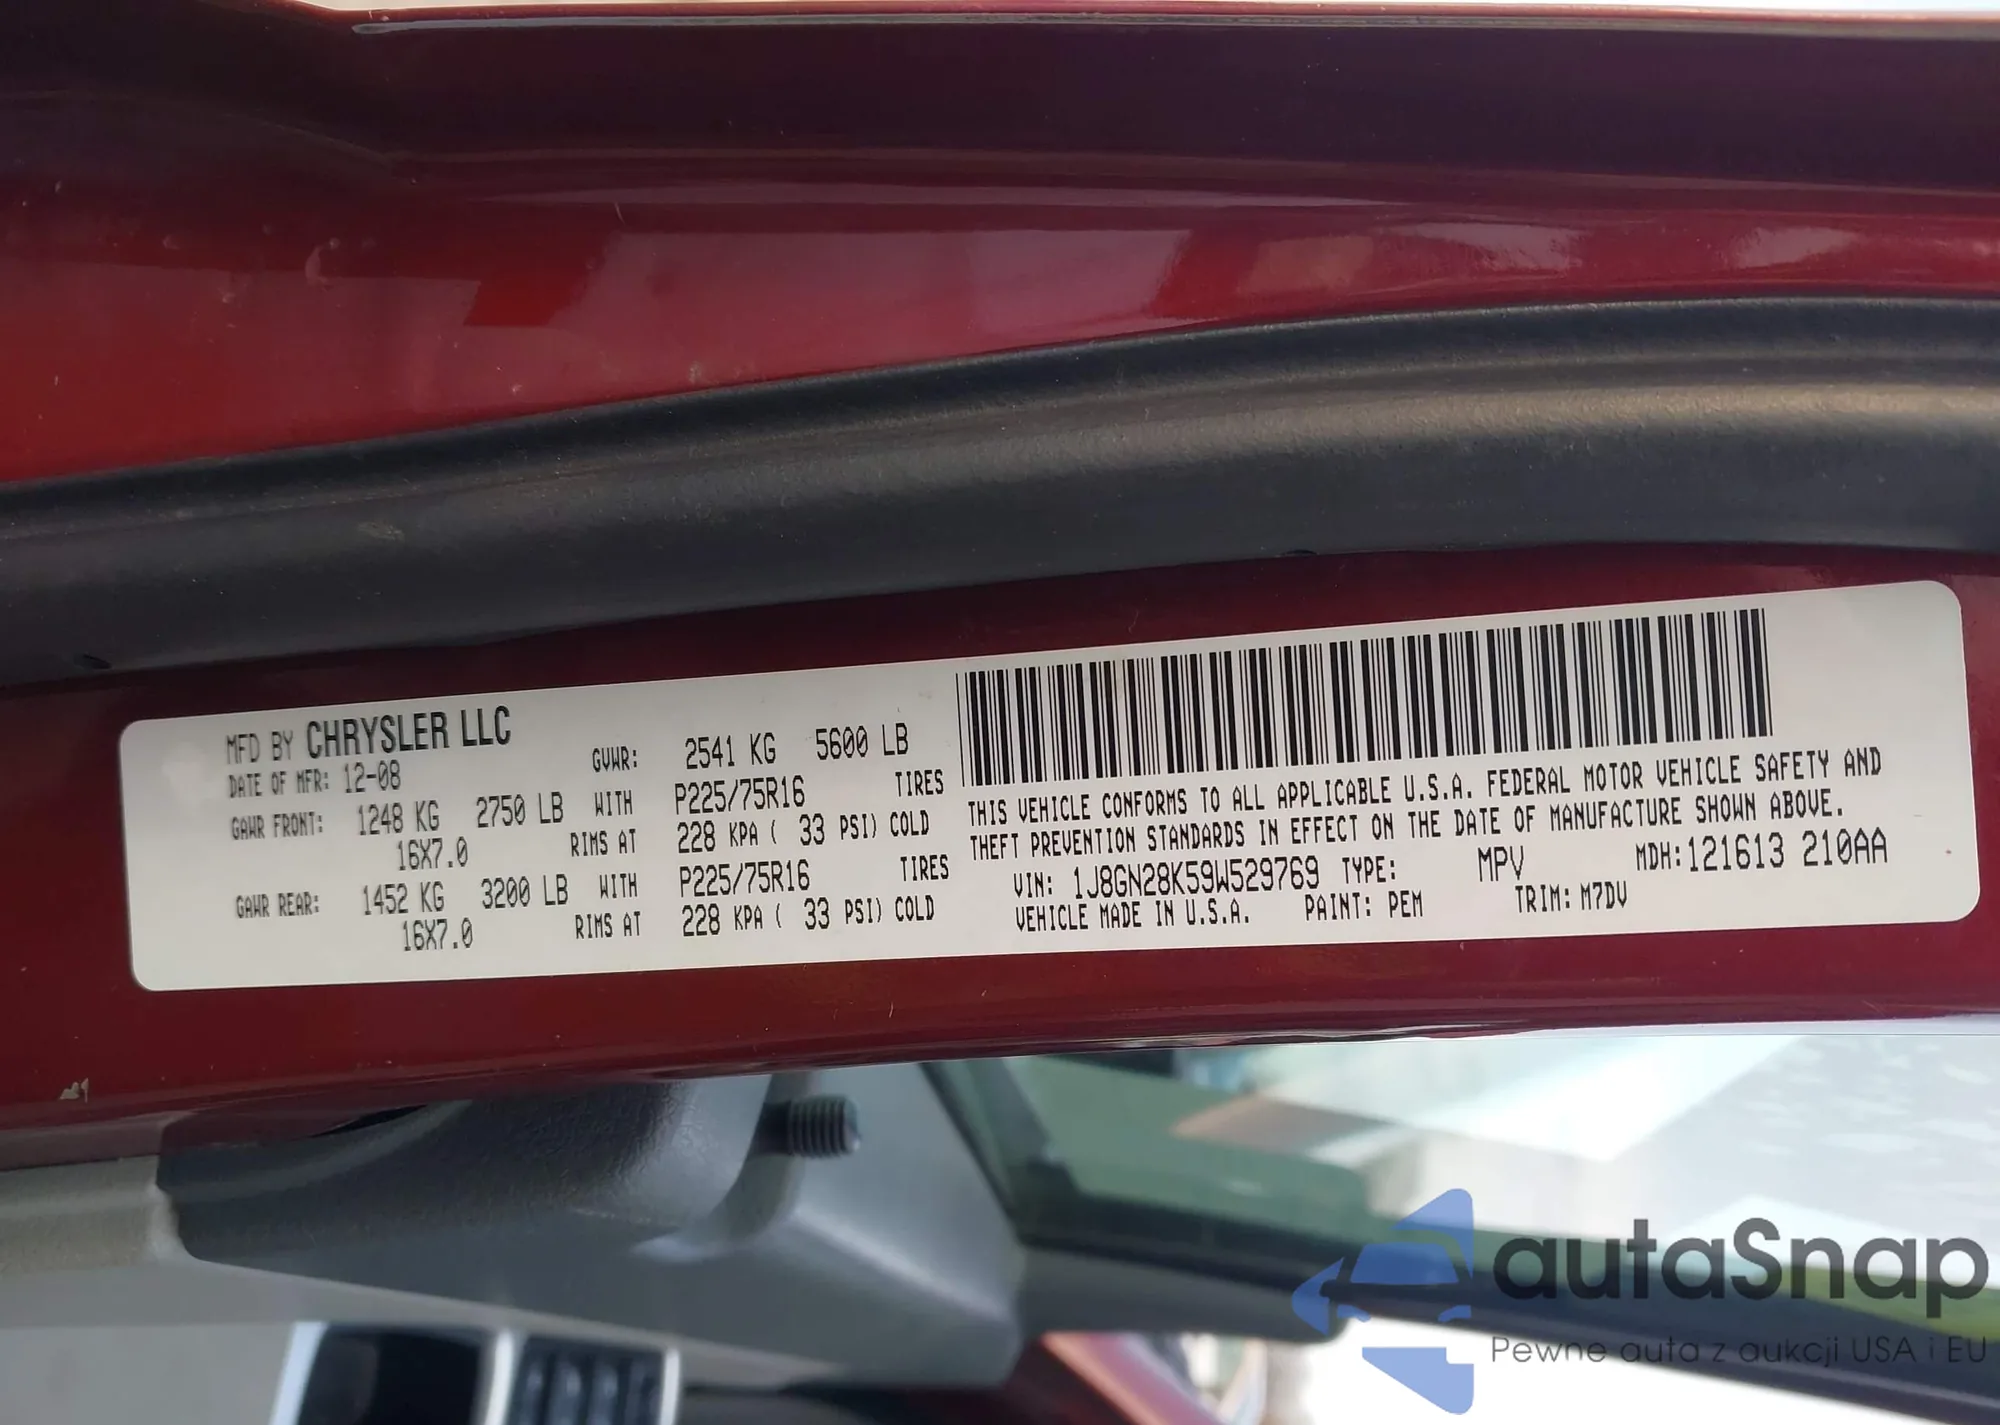 MFD BY CHRYSLER LLC
DATE OF MFR: 12-08
GVWR: 2541 KG 5600 LB
GAWR FRONT: 1248 KG 2750 LB WITH P225/75R16 TIRES
16X7.0 RIMS AT 228 KPA ( 33 PSI) COLD
GAWR REAR: 1452 KG 3200 LB WITH P225/75R16 TIRES
16X7.0 RIMS AT 228 KPA ( 33 PSI) COLD
THIS VEHICLE CONFORMS TO ALL APPLICABLE U.S.A. FEDERAL MOTOR VEHICLE SAFETY AND
THEFT PREVENTION STANDARDS IN EFFECT ON THE DATE OF MANUFACTURE SHOWN ABOVE.
VIN: 1J8GN28K59W529769 TYPE: MPV MDH:121613 210AA
VEHICLE MADE IN U.S.A. PAINT: PEM TRIM: M7DV
autaSnap
Pewne auta z aukcji USA i EU